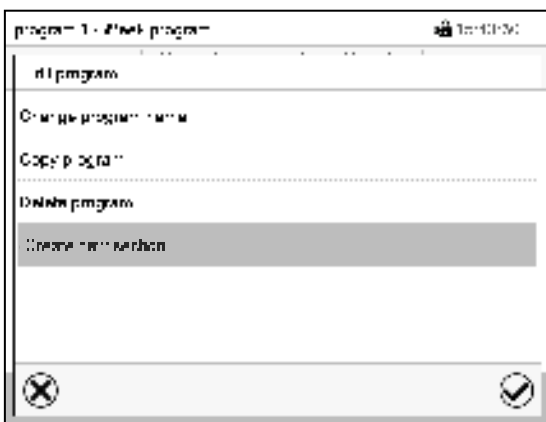 program 1 - Week program
Edit program
Change program name
Copy program
Delete program
Create new section